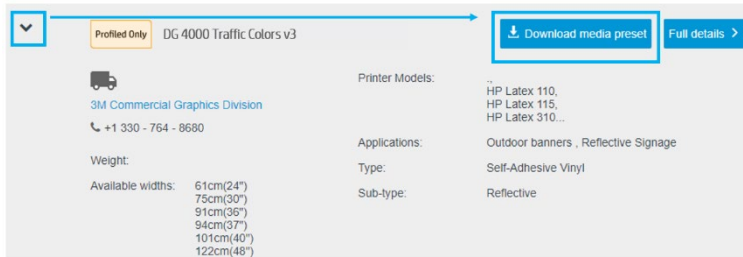 Profiled Only DG 4000 Traffic Colors v3 Download media preset Full details >
3M Commercial Graphics Division
+1 330 - 764 - 8680
Weight:
Available widths: 61cm(24")
75cm(30")
91cm(36")
94cm(37")
101cm(40")
122cm(48")
Printer Models: .,
HP Latex 110,
HP Latex 115,
HP Latex 310...
Applications: Outdoor banners , Reflective Signage
Type: Self-Adhesive Vinyl
Sub-type: Reflective